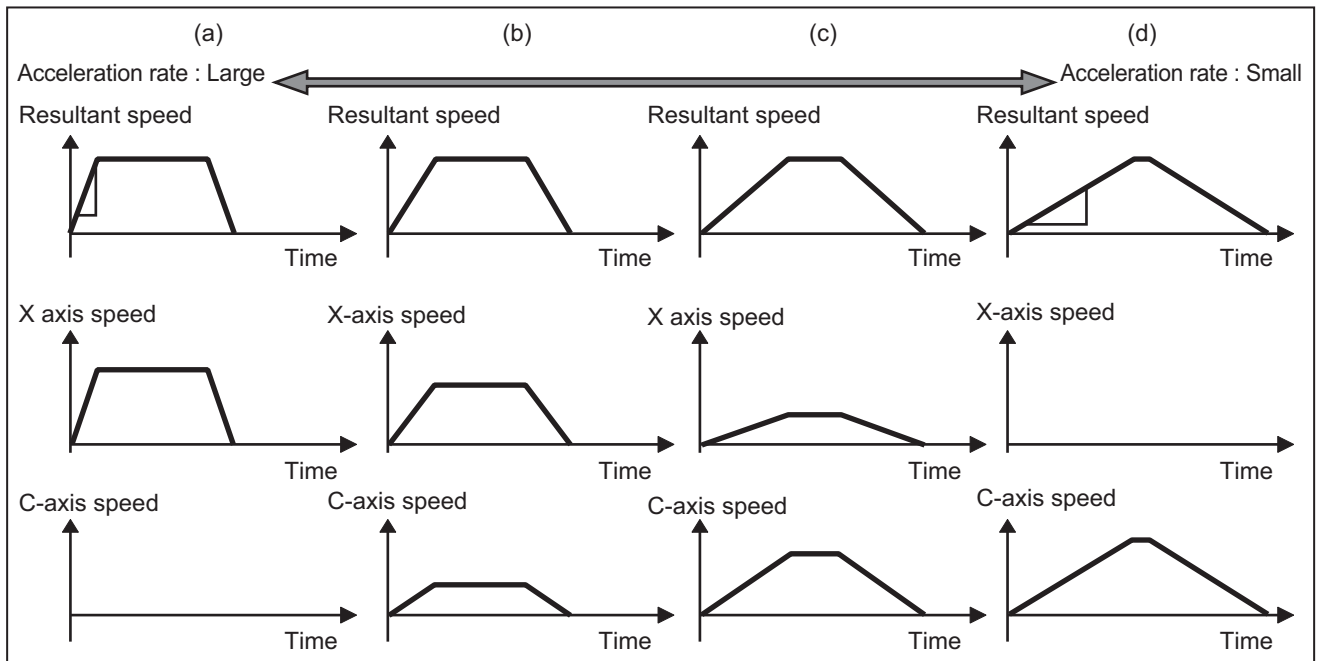 (a) (b) (c) (d)
Acceleration rate : Large Acceleration rate : Small
Resultant speed Resultant speed Resultant speed Resultant speed
Time Time Time Time
X axis speed X-axis speed X axis speed X-axis speed
Time Time Time Time
C-axis speed C-axis speed C-axis speed C-axis speed
Time Time Time Time